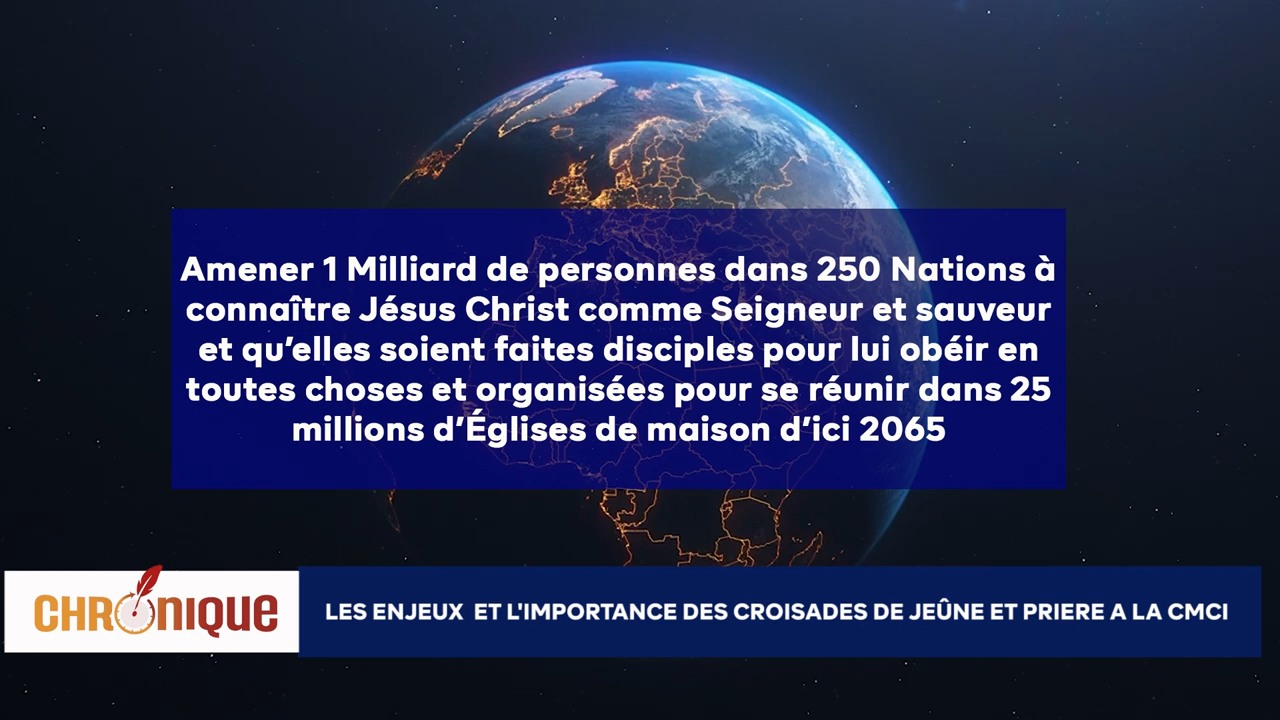 Amener 1 Milliard de personnes dans 250 Nations à
connaître Jésus Christ comme Seigneur et sauveur
et qu’elles soient faites disciples pour lui obéir en
toutes choses et organisées pour se réunir dans 25
millions d’Églises de maison d’ici 2065
CHRONIQUE
LES ENJEUX ET L'IMPORTANCE DES CROISADES DE JEÛNE ET PRIERE A LA CMCI